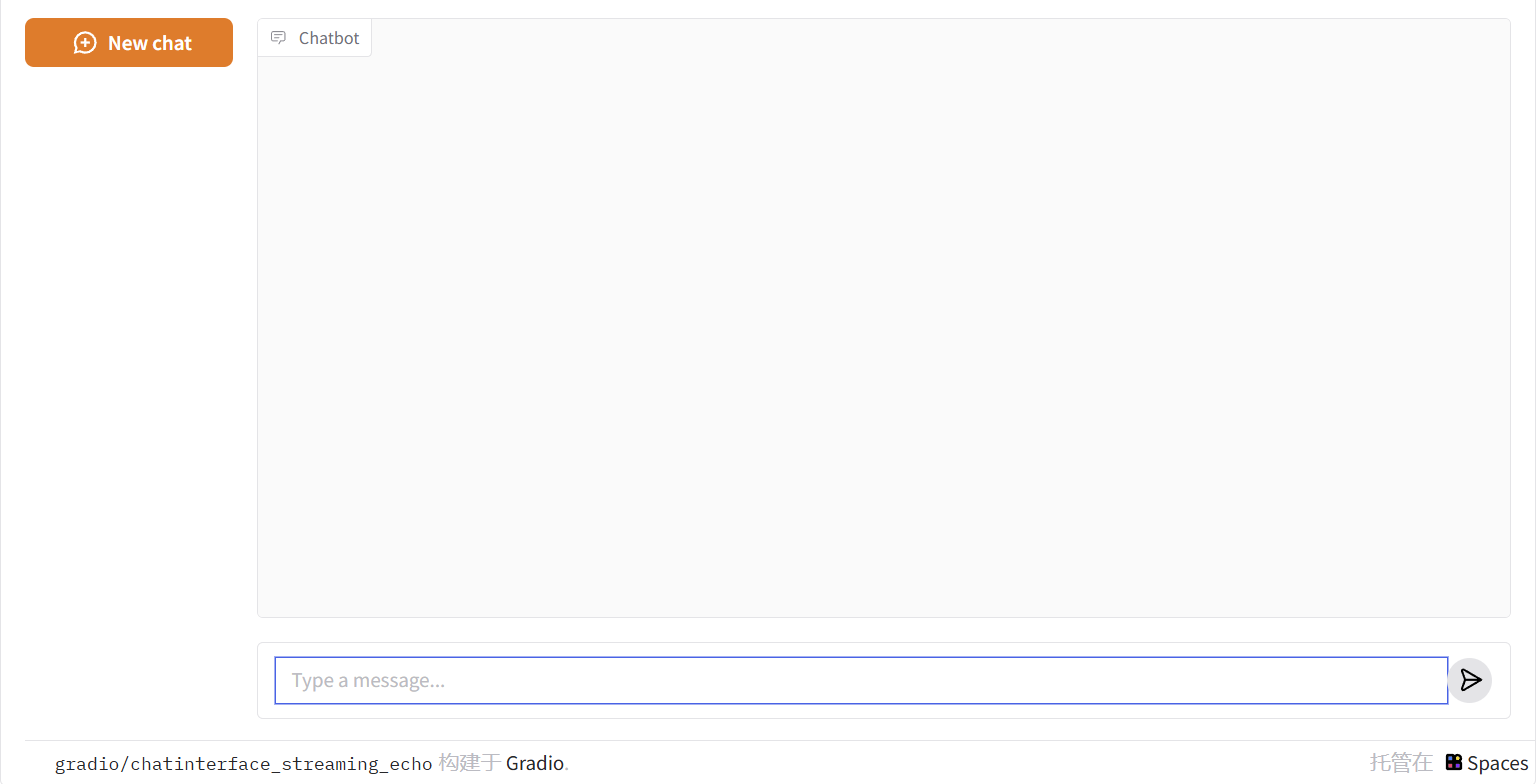 New chat
Chatbot
Type a message...
gradio/chatinterface_streaming_echo 构建于 Gradio.
托管在 Spaces